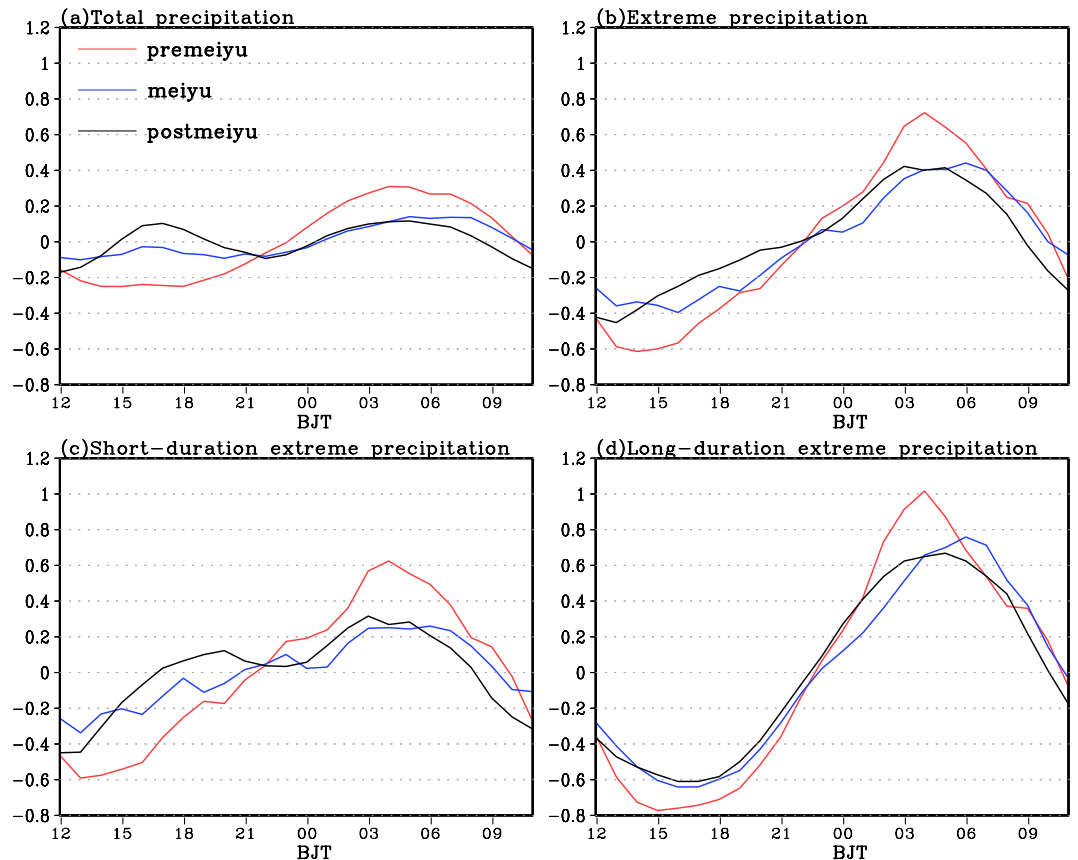 (a)Total precipitation
1.2
1
0.8
0.6
0.4
0.2
0
−0.2
−0.4
−0.6
−0.8
premeiyu
meiyu
postmeiyu
12 15 18 21 00 03 06 09
BJT
(b)Extreme precipitation
1.2
1
0.8
0.6
0.4
0.2
0
−0.2
−0.4
−0.6
−0.8
12 15 18 21 00 03 06 09
BJT
(c)Short−duration extreme precipitation
1.2
1
0.8
0.6
0.4
0.2
0
−0.2
−0.4
−0.6
−0.8
12 15 18 21 00 03 06 09
BJT
(d)Long−duration extreme precipitation
1.2
1
0.8
0.6
0.4
0.2
0
−0.2
−0.4
−0.6
−0.8
12 15 18 21 00 03 06 09
BJT